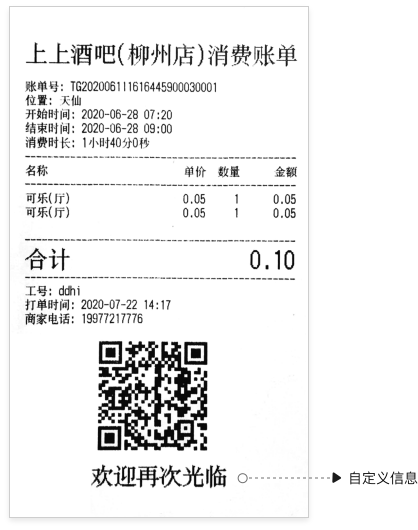 上上酒吧(柳州店)消费账单
账单号: TG202006111616445900030001
位置: 天仙
开始时间: 2020-06-28 07:20
结束时间: 2020-06-28 09:00
消费时长: 1小时40分0秒
名称 单价 数量 金额
可乐(厅) 0.05 1 0.05
可乐(厅) 0.05 1 0.05
合计 0.10
工号: ddhi
打单时间: 2020-07-22 14:17
商家电话: 19977217776
欢迎再次光临 自定义信息